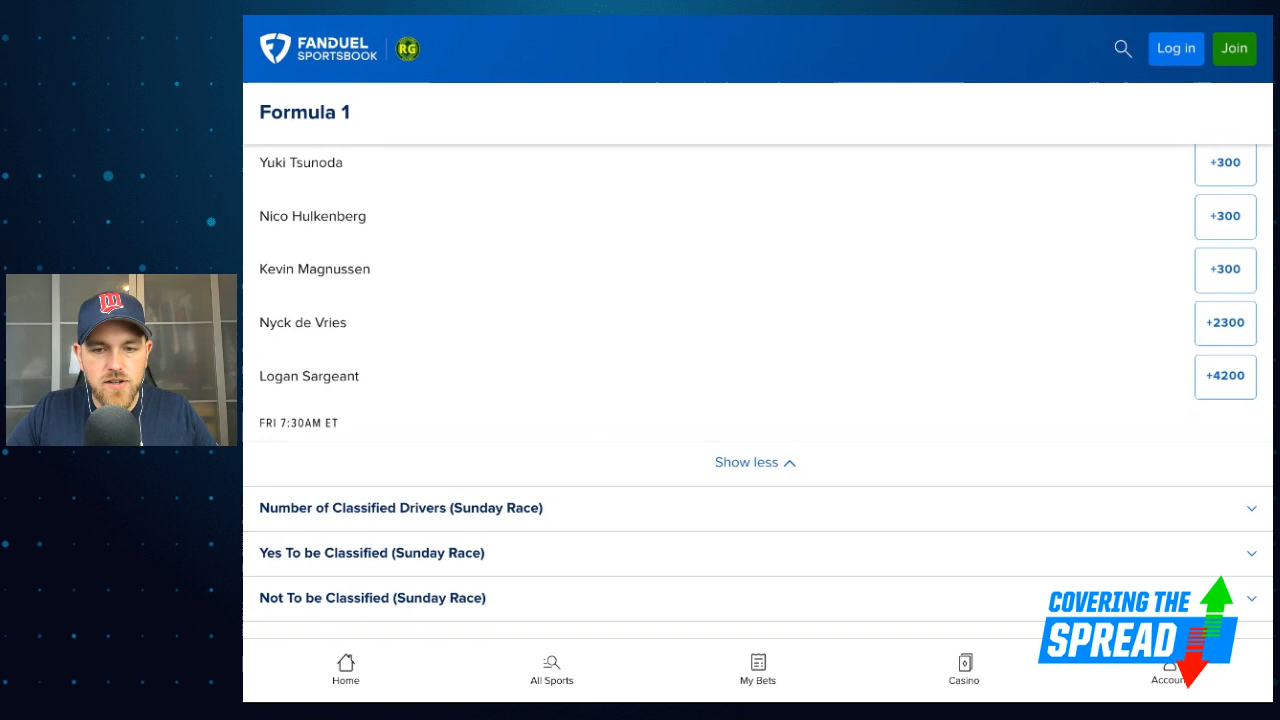 FANDUEL
SPORTSBOOK
RG
Log in
Join
Formula 1
Yuki Tsunoda
+300
Nico Hulkenberg
+300
Kevin Magnussen
+300
Nyck de Vries
+2300
Logan Sargeant
+4200
FRI 7:30AM ET
Show less
Number of Classified Drivers (Sunday Race)
Yes To be Classified (Sunday Race)
Not To be Classified (Sunday Race)
COVERING THE
SPREAD
Home
All Sports
My Bets
Casino
Accoun